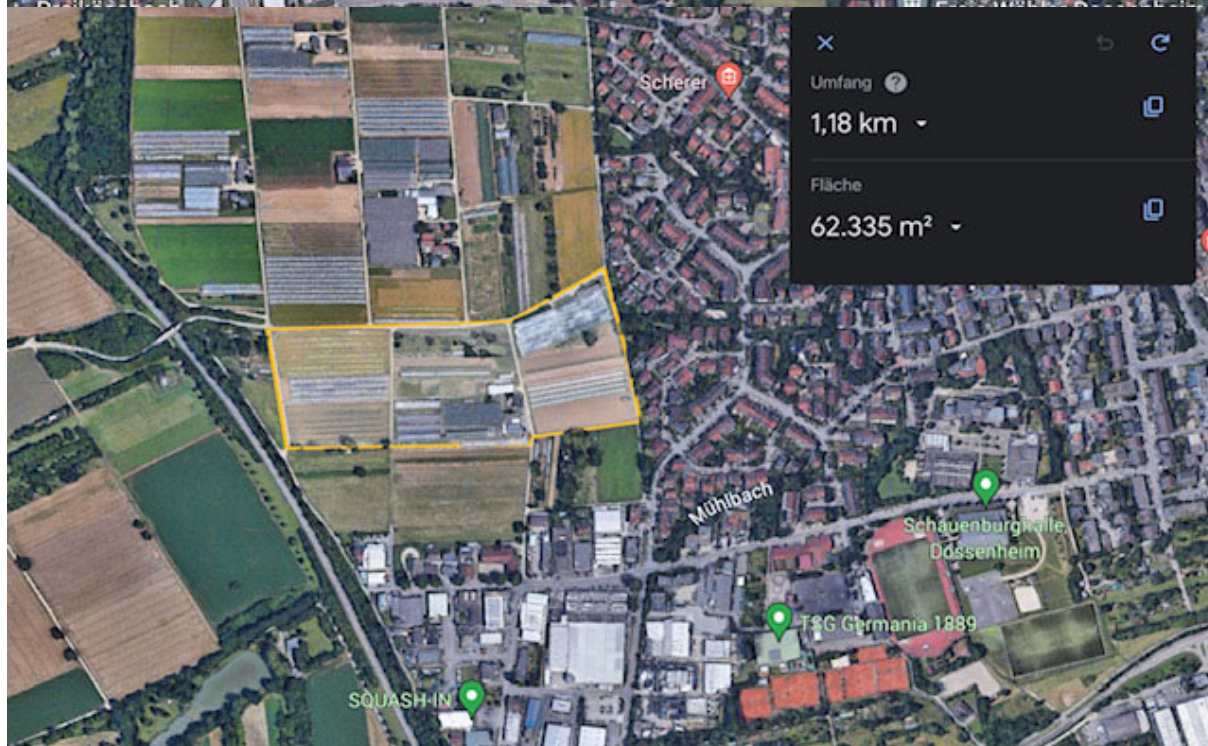 Scherer
Umfang
1,18 km
Fläche
62.335 m²
Mühlbach
Schauenburghalle,
Dossenheim
TSG Germania 1889
SQUASH-IN